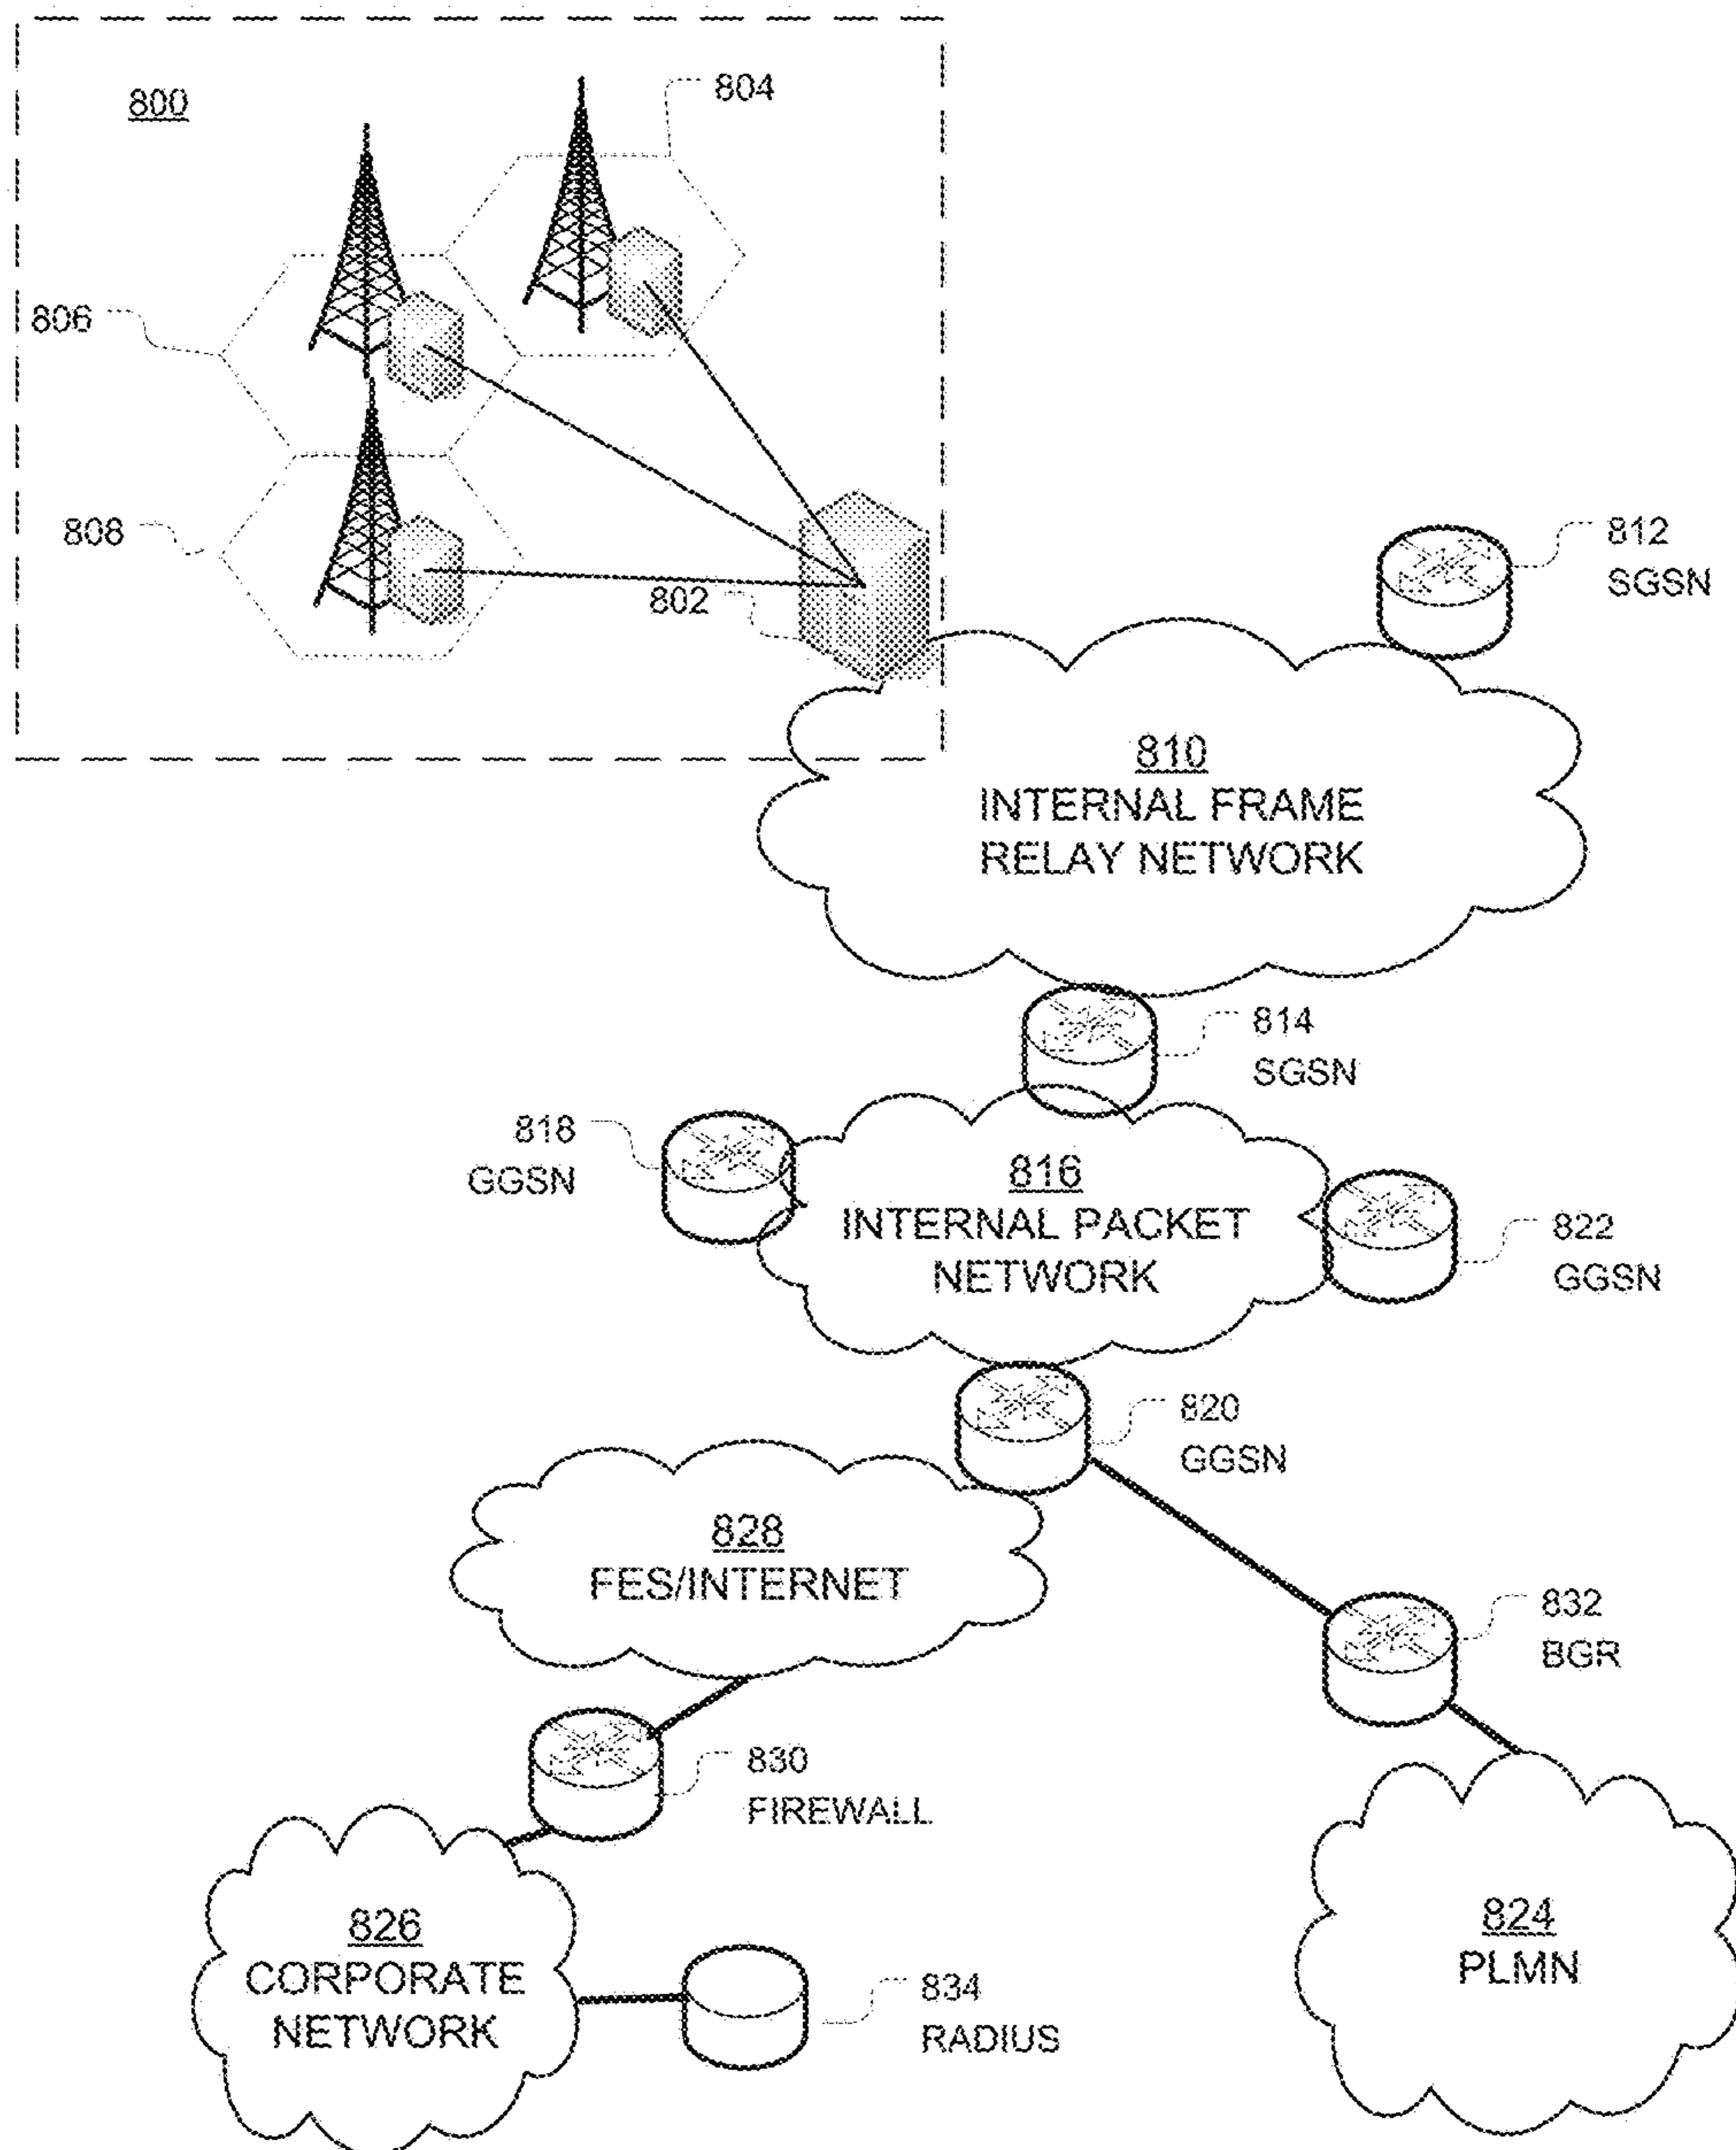 800
804
806
808
802
812
SGSN
810
INTERNAL FRAME
RELAY NETWORK
814
SGSN
818
GGSN
816
INTERNAL PACKET
NETWORK
822
GGSN
820
GGSN
828
FES/INTERNET
832
BGR
830
FIREWALL
826
CORPORATE
NETWORK
824
PLMN
834
RADIUS